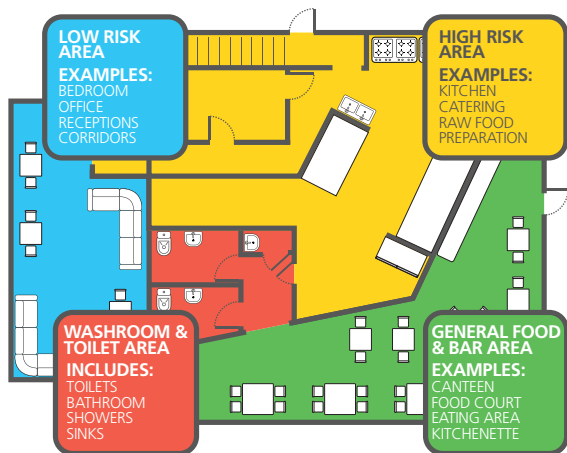 LOW RISK
AREA
EXAMPLES:
BEDROOM
OFFICE
RECEPTIONS
CORRIDORS
HIGH RISK
AREA
EXAMPLES:
KITCHEN
CATERING
RAW FOOD
PREPARATION
WASHROOM &
TOILET AREA
INCLUDES:
TOILETS
BATHROOM
SHOWERS
SINKS
GENERAL FOOD
& BAR AREA
EXAMPLES:
CANTEEN
FOOD COURT
EATING AREA
KITCHENETTE